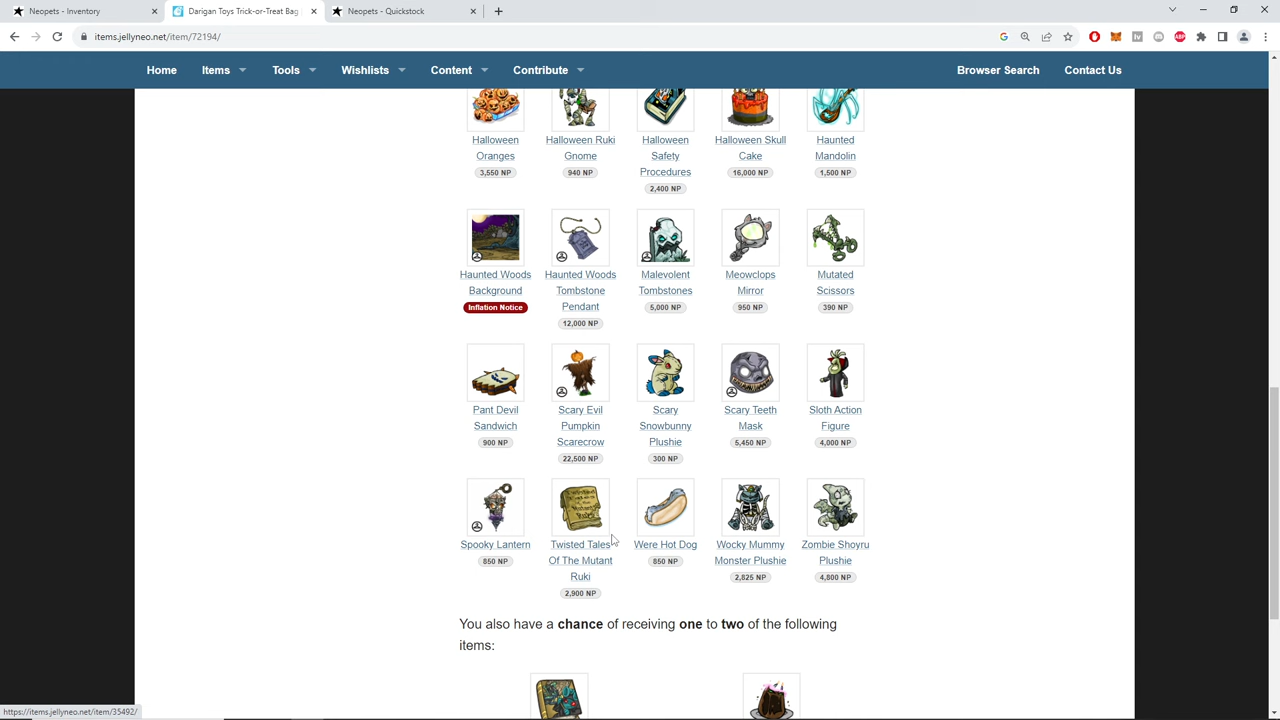 Neopets - Inventory
Darigan Toys Trick-or-Treat Bag
Neopets - Quickstock
items.jellyneo.net/item/72194/
Home
Items
Tools
Wishlists
Content
Contribute
Browser Search
Contact Us
Halloween
Oranges
3,550 NP
Halloween Ruki
Gnome
940 NP
Halloween
Safety
Procedures
2,400 NP
Halloween Skull
Cake
16,000 NP
Haunted
Mandolin
1,500 NP
Haunted Woods
Background
Inflation Notice
Haunted Woods
Tombstone
Pendant
12,000 NP
Malevolent
Tombstones
5,000 NP
Meowclops
Mirror
950 NP
Mutated
Scissors
390 NP
Pant Devil
Sandwich
900 NP
Scary Evil
Pumpkin
Scarecrow
22,500 NP
Scary
Snowbunny
Plushie
300 NP
Scary Teeth
Mask
5,450 NP
Sloth Action
Figure
4,000 NP
Spooky Lantern
850 NP
Twisted Tales
Of The Mutant
Ruki
2,900 NP
Were Hot Dog
850 NP
Wocky Mummy
Monster Plushie
2,825 NP
Zombie Shoyru
Plushie
4,800 NP
You also have a chance of receiving one to two of the following
items:
https://items.jellyneo.net/item/35492/